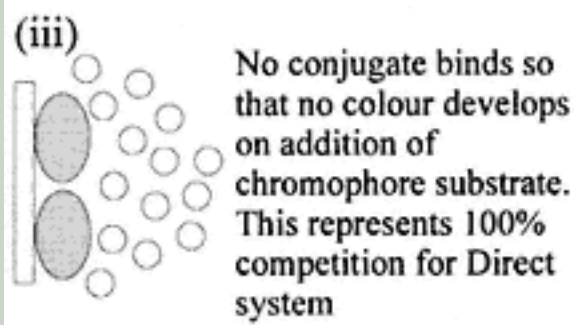 (iii)
No conjugate binds so
that no colour develops
on addition of
chromophore substrate.
This represents 100%
competition for Direct
system